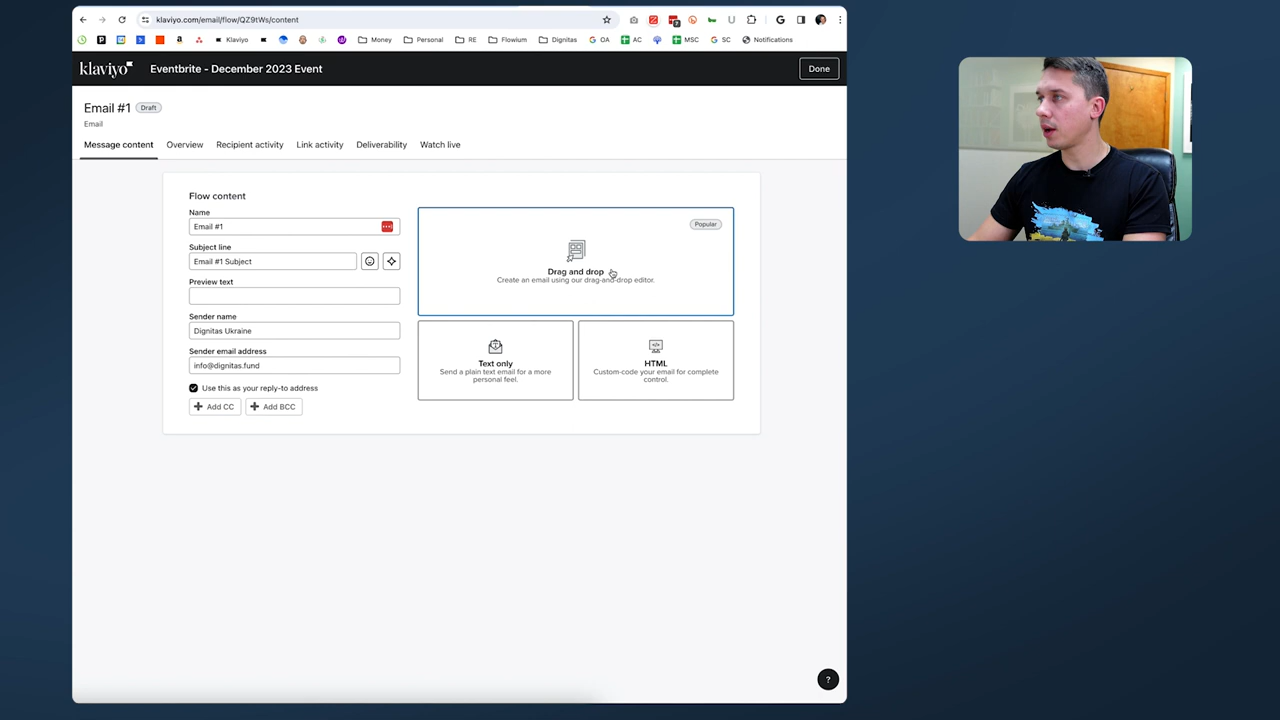 klaviyo.com/email/flow/QZ9tWs/content
7
G
Klaviyo
Money
Personal
RE
Flowium
Dignitas
G OA
AC
MSC
G SC
Notifications
klaviyo
Eventbrite - December 2023 Event
Done
Email #1
Draft
Email
Message content
Overview
Recipient activity
Link activity
Deliverability
Watch live
Flow content
Name
Email #1
Subject line
Email #1 Subject
Preview text
Sender name
Dignitas Ukraine
Sender email address
info@dignitas.fund
Use this as your reply-to address
Add CC
Add BCC
Popular
Drag and drop
Create an email using our drag-and-drop editor.
Text only
Send a plain text email for a more
personal feel.
HTML
Custom-code your email for complete
control.
?